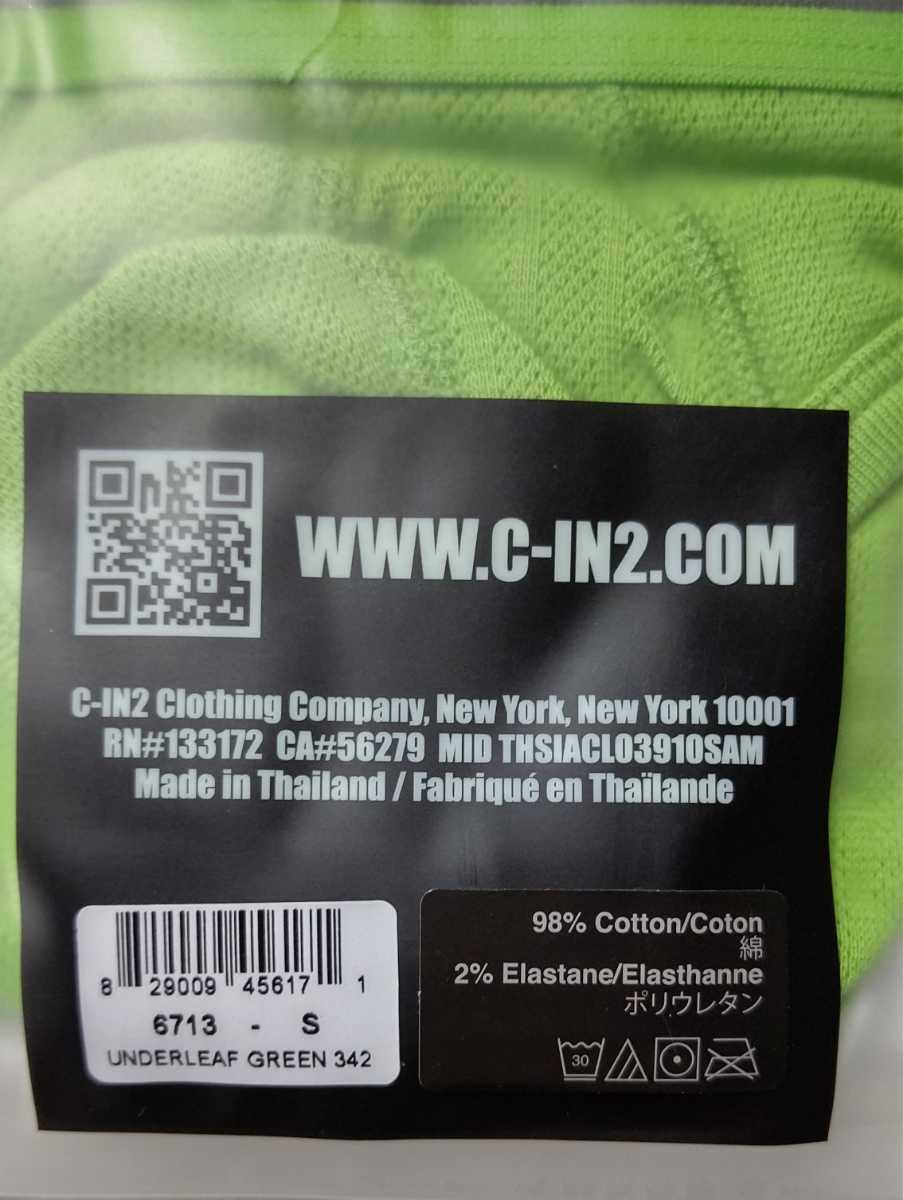 WWW.C-IN2.COM
C-IN2 Clothing Company, New York, New York 10001
RN#133172 CA#56279 MID THSIACL03910SAM
Made in Thailand / Fabriqué en Thaïlande
8 29009 45617 1
6713 - S
UNDERLEAF GREEN 342
98% Cotton/Coton
綿
2% Elastane/Elasthanne
ポリウレタン
30